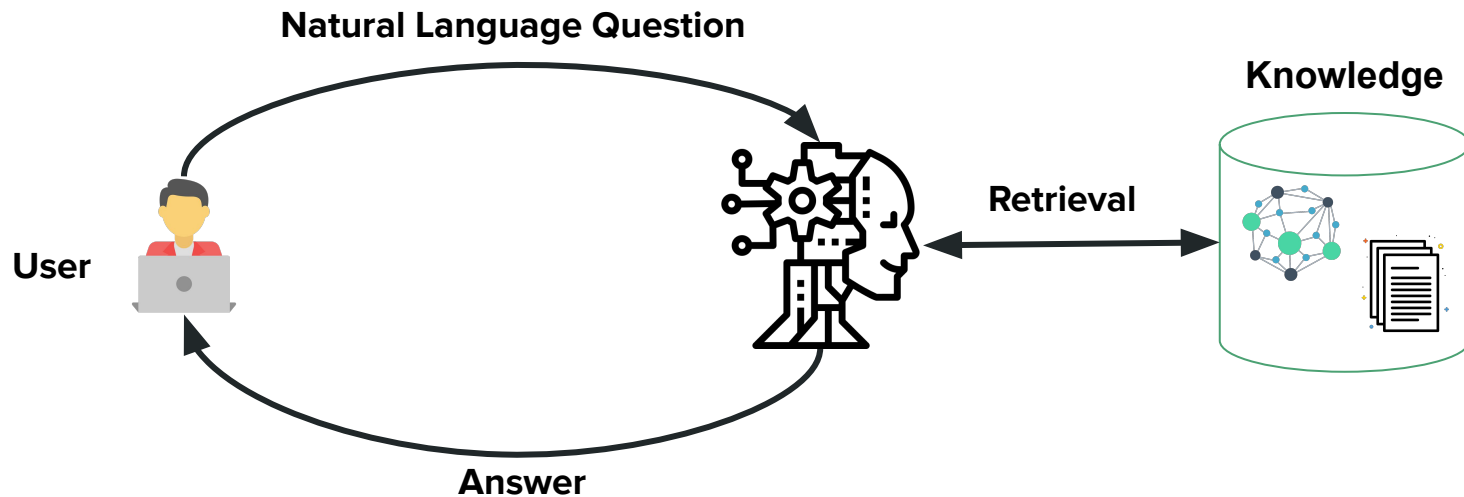 Natural Language Question
Knowledge
Retrieval
User
Answer